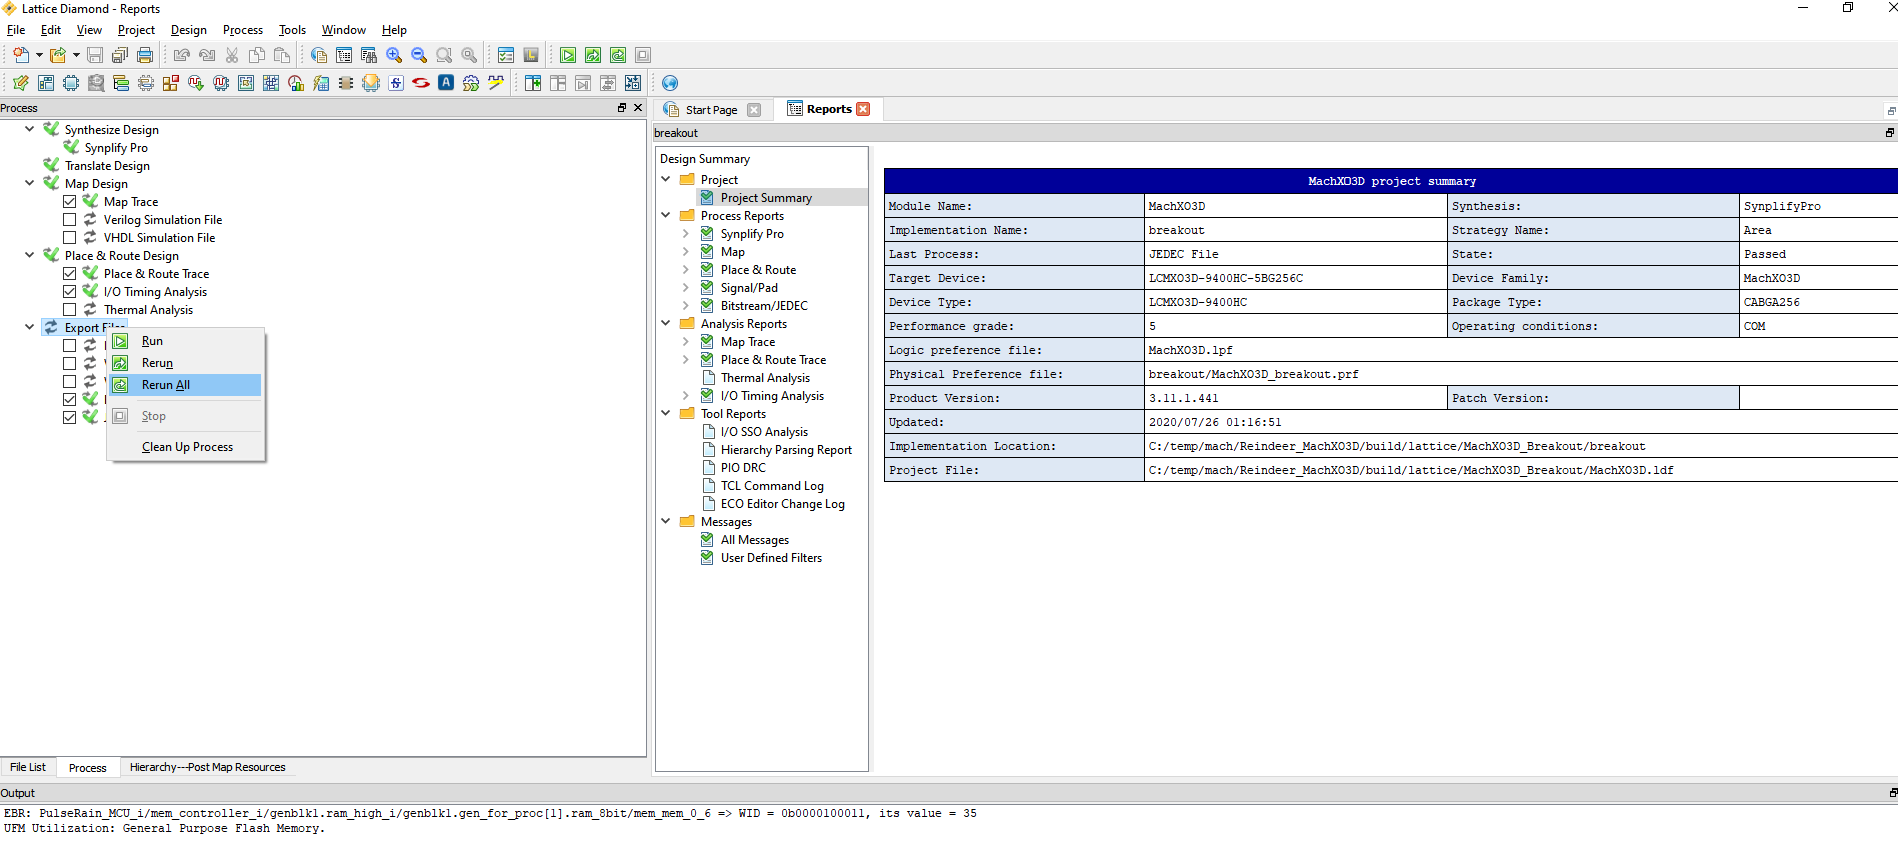 Lattice Diamond - Reports
File Edit View Project Design Process Tools Window Help
Process
Synthesize Design
Synplify Pro
Translate Design
Map Design
Map Trace
Verilog Simulation File
VHDL Simulation File
Place & Route Design
Place & Route Trace
I/O Timing Analysis
Thermal Analysis
Export Files
Run
Rerun
Rerun All
Stop
Clean Up Process
File List Process Hierarchy---Post Map Resources
Start Page Reports
breakout
Design Summary
Project
Project Summary
Process Reports
Synplify Pro
Map
Place & Route
Signal/Pad
Bitstream/JEDEC
Analysis Reports
Map Trace
Place & Route Trace
Thermal Analysis
I/O Timing Analysis
Tool Reports
I/O SSO Analysis
Hierarchy Parsing Report
PIO DRC
TCL Command Log
ECO Editor Change Log
Messages
All Messages
User Defined Filters
MachXO3D project summary
Module Name: MachXO3D Synthesis: SynplifyPro
Implementation Name: breakout Strategy Name: Area
Last Process: JEDEC File State: Passed
Target Device: LCMXO3D-9400HC-5BG256C Device Family: MachXO3D
Device Type: LCMXO3D-9400HC Package Type: CABGA256
Performance grade: 5 Operating conditions: COM
Logic preference file: MachXO3D.lpf
Physical Preference file: breakout/MachXO3D_breakout.prf
Product Version: 3.11.1.441 Patch Version:
Updated: 2020/07/26 01:16:51
Implementation Location: C:/temp/mach/Reindeer_MachXO3D/build/lattice/MachXO3D_Breakout/breakout
Project File: C:/temp/mach/Reindeer_MachXO3D/build/lattice/MachXO3D_Breakout/MachXO3D.ldf
Output
EBR: PulseRain_MCU_i/mem_controller_i/genblk1.ram_high_i/genblk1.gen_for_proc[1].ram_8bit/mem_mem_0_6 => WID = 0b0000100011, its value = 35
UFM Utilization: General Purpose Flash Memory.